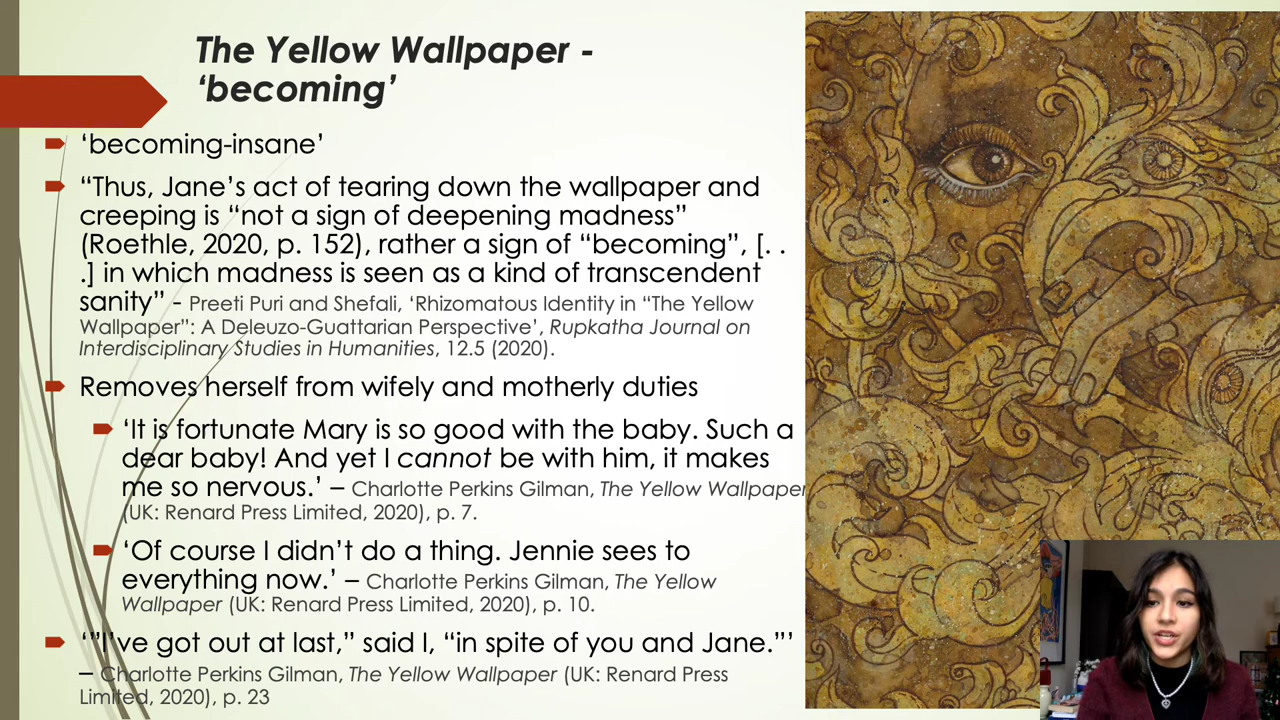 The Yellow Wallpaper -
‘becoming’
‘becoming-insane’
“Thus, Jane’s act of tearing down the wallpaper and
creeping is “not a sign of deepening madness”
(Roethle, 2020, p. 152), rather a sign of “becoming”, [. .
.] in which madness is seen as a kind of transcendent
sanity” - Preeti Puri and Shefali, ‘Rhizomatous Identity in “The Yellow
Wallpaper”: A Deleuzo-Guattarian Perspective’, Rupkatha Journal on
Interdisciplinary Studies in Humanities, 12.5 (2020).
Removes herself from wifely and motherly duties
‘It is fortunate Mary is so good with the baby. Such a
dear baby! And yet I cannot be with him, it makes
me so nervous.’ – Charlotte Perkins Gilman, The Yellow Wallpaper
(UK: Renard Press Limited, 2020), p. 7.
‘Of course I didn’t do a thing. Jennie sees to
everything now.’ – Charlotte Perkins Gilman, The Yellow
Wallpaper (UK: Renard Press Limited, 2020), p. 10.
‘”I’ve got out at last,” said I, “in spite of you and Jane.”’
– Charlotte Perkins Gilman, The Yellow Wallpaper (UK: Renard Press
Limited, 2020), p. 23